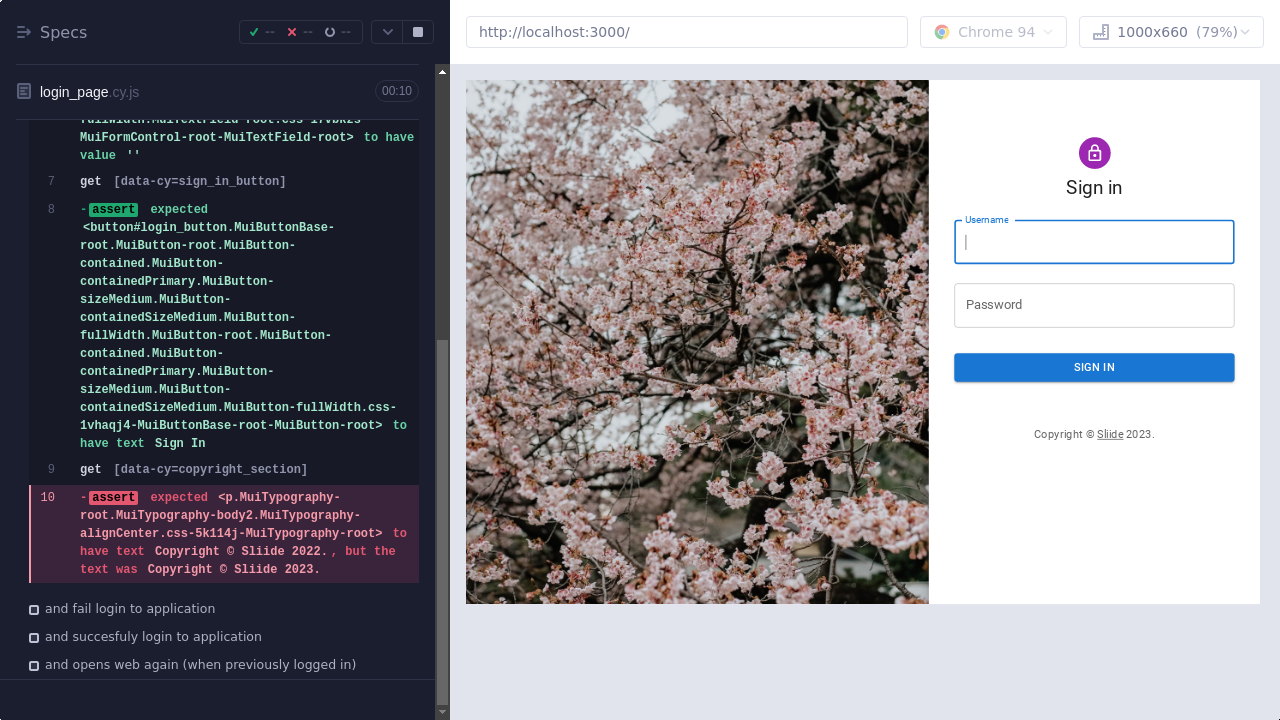 Specs
--
--
--
login_page.cy.js
00:10
MuiFormControl-root-MuiTextField-root> to have
value ''
7 get [data-cy=sign_in_button]
8 -assert expected
<button#login_button.MuiButtonBase-
root.MuiButton-root.MuiButton-
contained.MuiButton-
containedPrimary.MuiButton-
sizeMedium.MuiButton-
containedSizeMedium.MuiButton-
fullWidth.MuiButton-root.MuiButton-
contained.MuiButton-
containedPrimary.MuiButton-
sizeMedium.MuiButton-
containedSizeMedium.MuiButton-fullWidth.css-
1vhaqj4-MuiButtonBase-root-MuiButton-root> to
have text Sign In
9 get [data-cy=copyright_section]
10 -assert expected <p.MuiTypography-
root.MuiTypography-body2.MuiTypography-
alignCenter.css-5k114j-MuiTypography-root> to
have text Copyright © Sliide 2022., but the
text was Copyright © Sliide 2023.
and fail login to application
and succesfuly login to application
and opens web again (when previously logged in)
http://localhost:3000/
Chrome 94
1000x660 (79%)
Sign in
Username
Password
SIGN IN
Copyright © Sliide 2023.